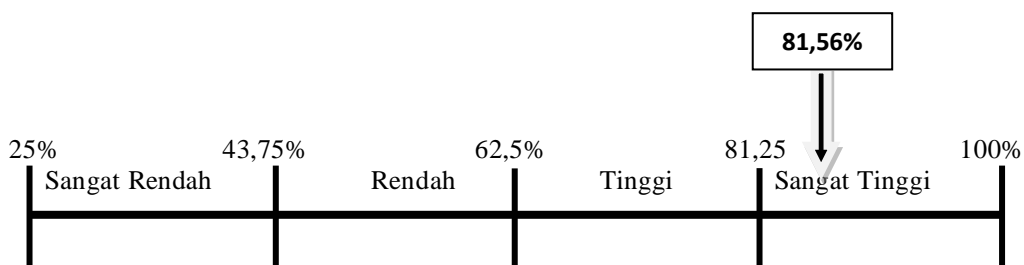 81,56%
25% 43,75% 62,5% 81,25 100%
Sangat Rendah Rendah Tinggi Sangat Tinggi